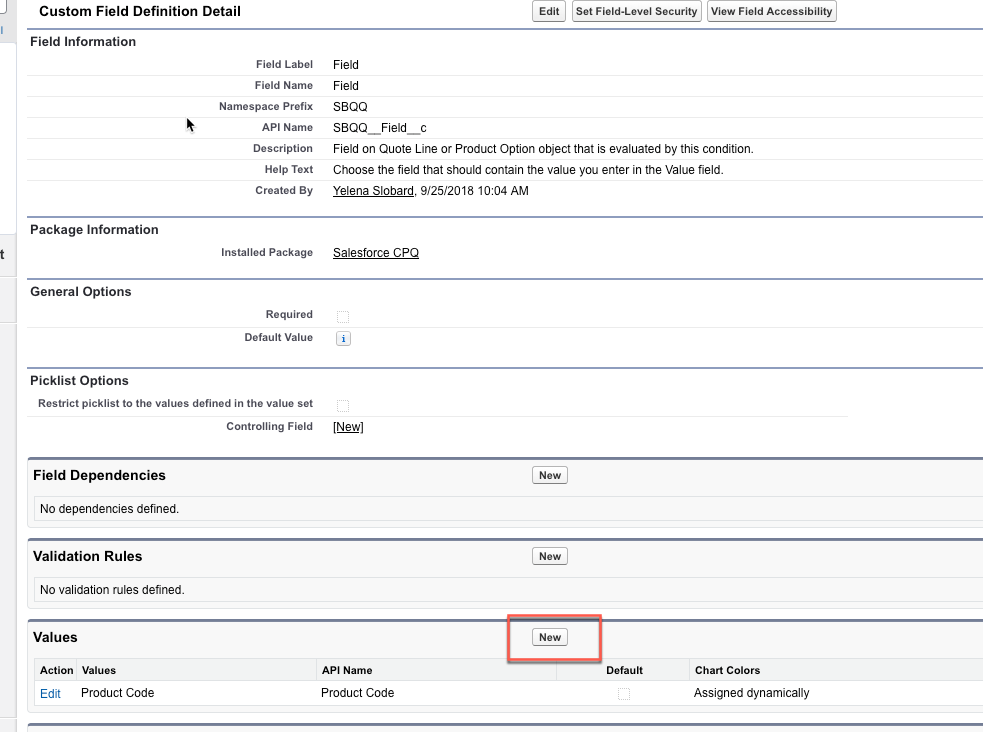 Custom Field Definition Detail Edit Set Field-Level Security View Field Accessibility
Field Information
Field Label Field
Field Name Field
Namespace Prefix SBQQ
API Name SBQQ__Field__c
Description Field on Quote Line or Product Option object that is evaluated by this condition.
Help Text Choose the field that should contain the value you enter in the Value field.
Created By Yelena Slobard, 9/25/2018 10:04 AM
Package Information
t
Installed Package Salesforce CPQ
General Options
Required
Default Value i
Picklist Options
Restrict picklist to the values defined in the value set
Controlling Field [New]
Field Dependencies New
No dependencies defined.
Validation Rules New
No validation rules defined.
Values New
Action Values API Name Default Chart Colors
Edit Product Code Product Code Assigned dynamically